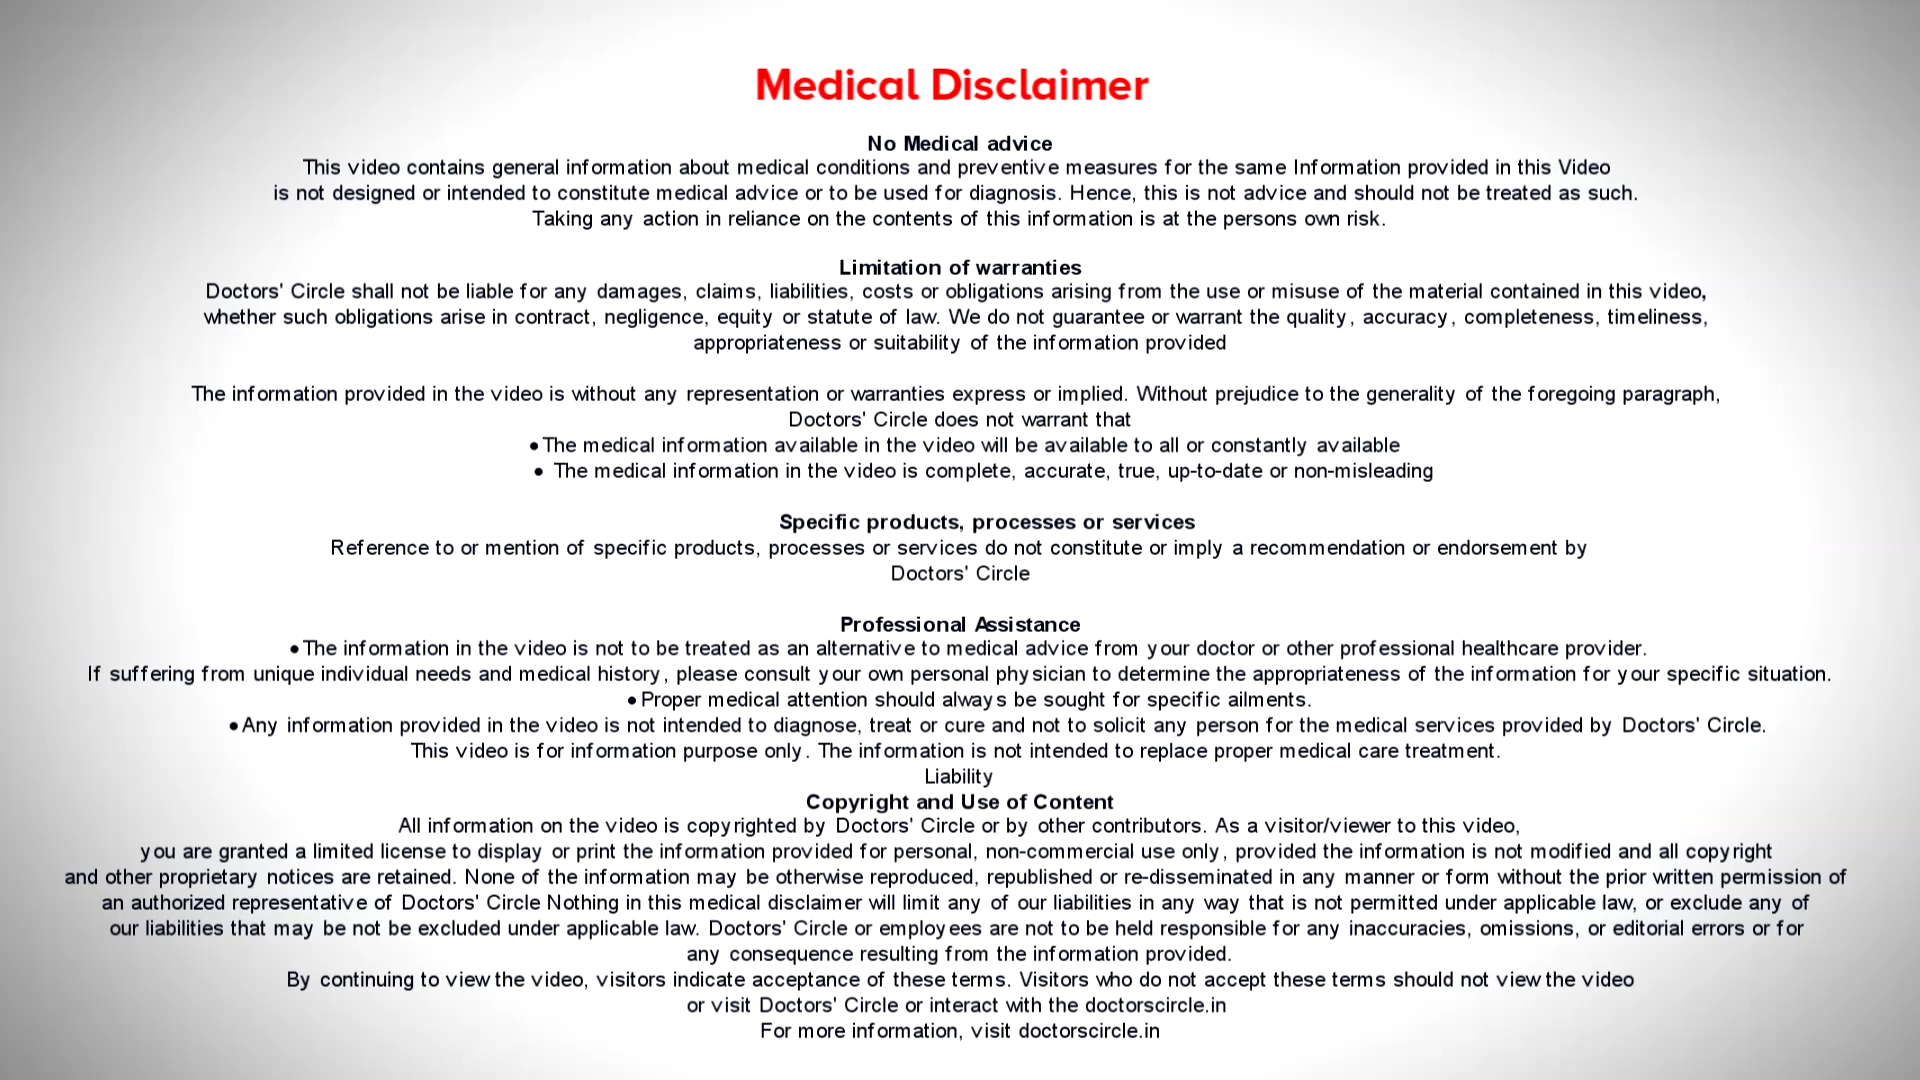 Medical Disclaimer
No Medical advice
This video contains general information about medical conditions and preventive measures for the same Information provided in this Video
is not designed or intended to constitute medical advice or to be used for diagnosis. Hence, this is not advice and should not be treated as such.
Taking any action in reliance on the contents of this information is at the persons own risk.
Limitation of warranties
Doctors' Circle shall not be liable for any damages, claims, liabilities, costs or obligations arising from the use or misuse of the material contained in this video,
whether such obligations arise in contract, negligence, equity or statute of law. We do not guarantee or warrant the quality, accuracy, completeness, timeliness,
appropriateness or suitability of the information provided
The information provided in the video is without any representation or warranties express or implied. Without prejudice to the generality of the foregoing paragraph,
Doctors' Circle does not warrant that
• The medical information available in the video will be available to all or constantly available
• The medical information in the video is complete, accurate, true, up-to-date or non-misleading
Specific products, processes or services
Reference to or mention of specific products, processes or services do not constitute or imply a recommendation or endorsement by
Doctors' Circle
Professional Assistance
• The information in the video is not to be treated as an alternative to medical advice from your doctor or other professional healthcare provider.
If suffering from unique individual needs and medical history, please consult your own personal physician to determine the appropriateness of the information for your specific situation.
• Proper medical attention should always be sought for specific ailments.
• Any information provided in the video is not intended to diagnose, treat or cure and not to solicit any person for the medical services provided by Doctors' Circle.
This video is for information purpose only. The information is not intended to replace proper medical care treatment.
Liability
Copyright and Use of Content
All information on the video is copyrighted by Doctors' Circle or by other contributors. As a visitor/viewer to this video,
you are granted a limited license to display or print the information provided for personal, non-commercial use only, provided the information is not modified and all copyright
and other proprietary notices are retained. None of the information may be otherwise reproduced, republished or re-disseminated in any manner or form without the prior written permission of
an authorized representative of Doctors' Circle Nothing in this medical disclaimer will limit any of our liabilities in any way that is not permitted under applicable law, or exclude any of
our liabilities that may be not be excluded under applicable law. Doctors' Circle or employees are not to be held responsible for any inaccuracies, omissions, or editorial errors or for
any consequence resulting from the information provided.
By continuing to view the video, visitors indicate acceptance of these terms. Visitors who do not accept these terms should not view the video
or visit Doctors' Circle or interact with the doctorscircle.in
For more information, visit doctorscircle.in